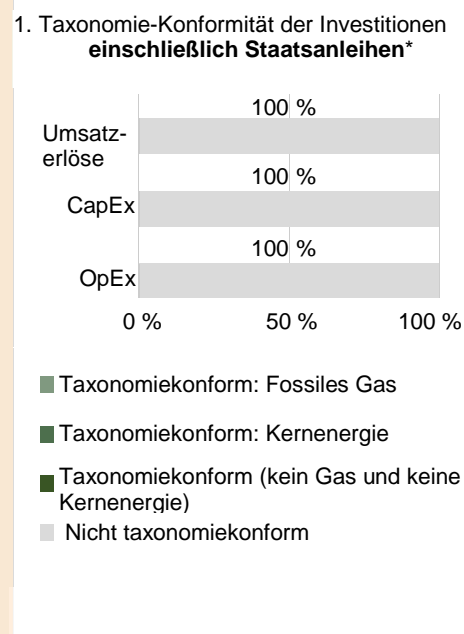 1. Taxonomie-Konformität der Investitionen
einschließlich Staatsanleihen*
100 %
Umsatz-
erlöse
100 %
CapEx
100 %
OpEx
0 % 50 % 100 %
Taxonomiekonform: Fossiles Gas
Taxonomiekonform: Kernenergie
Taxonomiekonform (kein Gas und keine
Kernenergie)
Nicht taxonomiekonform